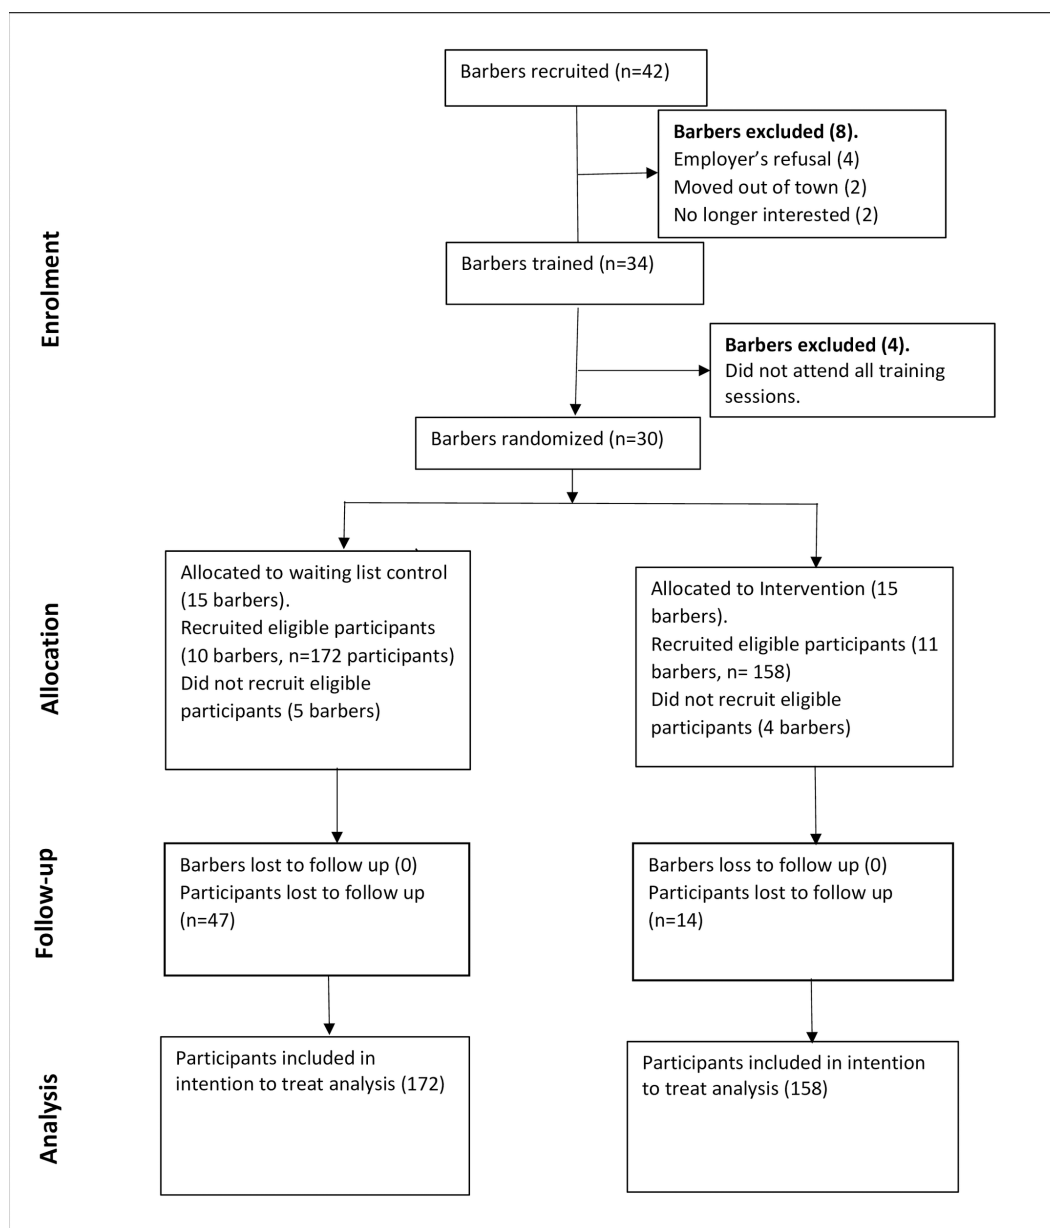 Barbers recruited (n=42)
Barbers excluded (8).
Employer’s refusal (4)
Moved out of town (2)
No longer interested (2)
Enrolment
Barbers trained (n=34)
Barbers excluded (4).
Did not attend all training
sessions.
Barbers randomized (n=30)
Allocation
Allocated to waiting list control
(15 barbers).
Recruited eligible participants
(10 barbers, n=172 participants)
Did not recruit eligible
participants (5 barbers)
Allocated to Intervention (15
barbers).
Recruited eligible participants (11
barbers, n= 158)
Did not recruit eligible
participants (4 barbers)
Follow-up
Barbers lost to follow up (0)
Participants lost to follow up
(n=47)
Barbers loss to follow up (0)
Participants lost to follow up
(n=14)
Analysis
Participants included in
intention to treat analysis (172)
Participants included in intention
to treat analysis (158)